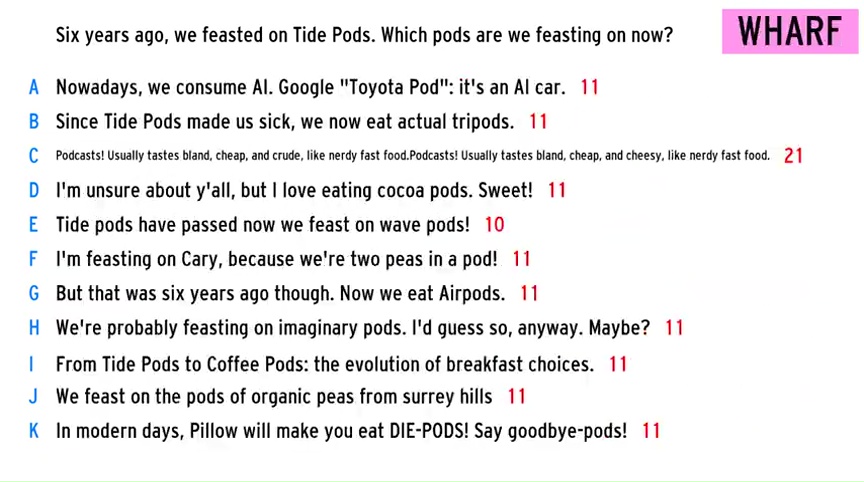 Six years ago, we feasted on Tide Pods. Which pods are we feasting on now?
WHARF
A Nowadays, we consume AI. Google "Toyota Pod": it's an AI car. 11
B Since Tide Pods made us sick, we now eat actual tripods. 11
C Podcasts! Usually tastes bland, cheap, and crude, like nerdy fast food.Podcasts! Usually tastes bland, cheap, and cheesy, like nerdy fast food. 21
D I'm unsure about y'all, but I love eating cocoa pods. Sweet! 11
E Tide pods have passed now we feast on wave pods! 10
F I'm feasting on Cary, because we're two peas in a pod! 11
G But that was six years ago though. Now we eat Airpods. 11
H We're probably feasting on imaginary pods. I'd guess so, anyway. Maybe? 11
I From Tide Pods to Coffee Pods: the evolution of breakfast choices. 11
J We feast on the pods of organic peas from surrey hills 11
K In modern days, Pillow will make you eat DIE-PODS! Say goodbye-pods! 11